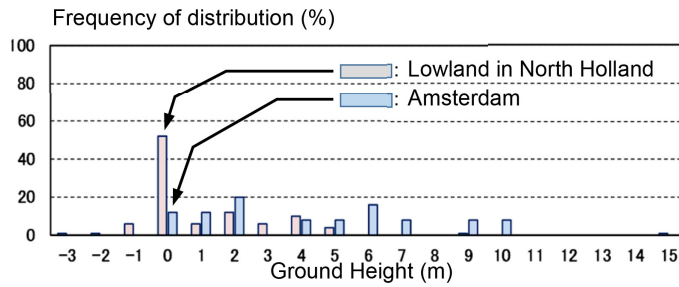 Frequency of distribution (%)
100
: Lowland in North Holland
80
: Amsterdam
60
40
20
0
-3 -2 -1 0 1 2 3 4 5 6 7 8 9 10 11 12 13 14 15
Ground Height (m)